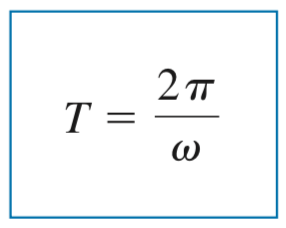 T = 2π / ω